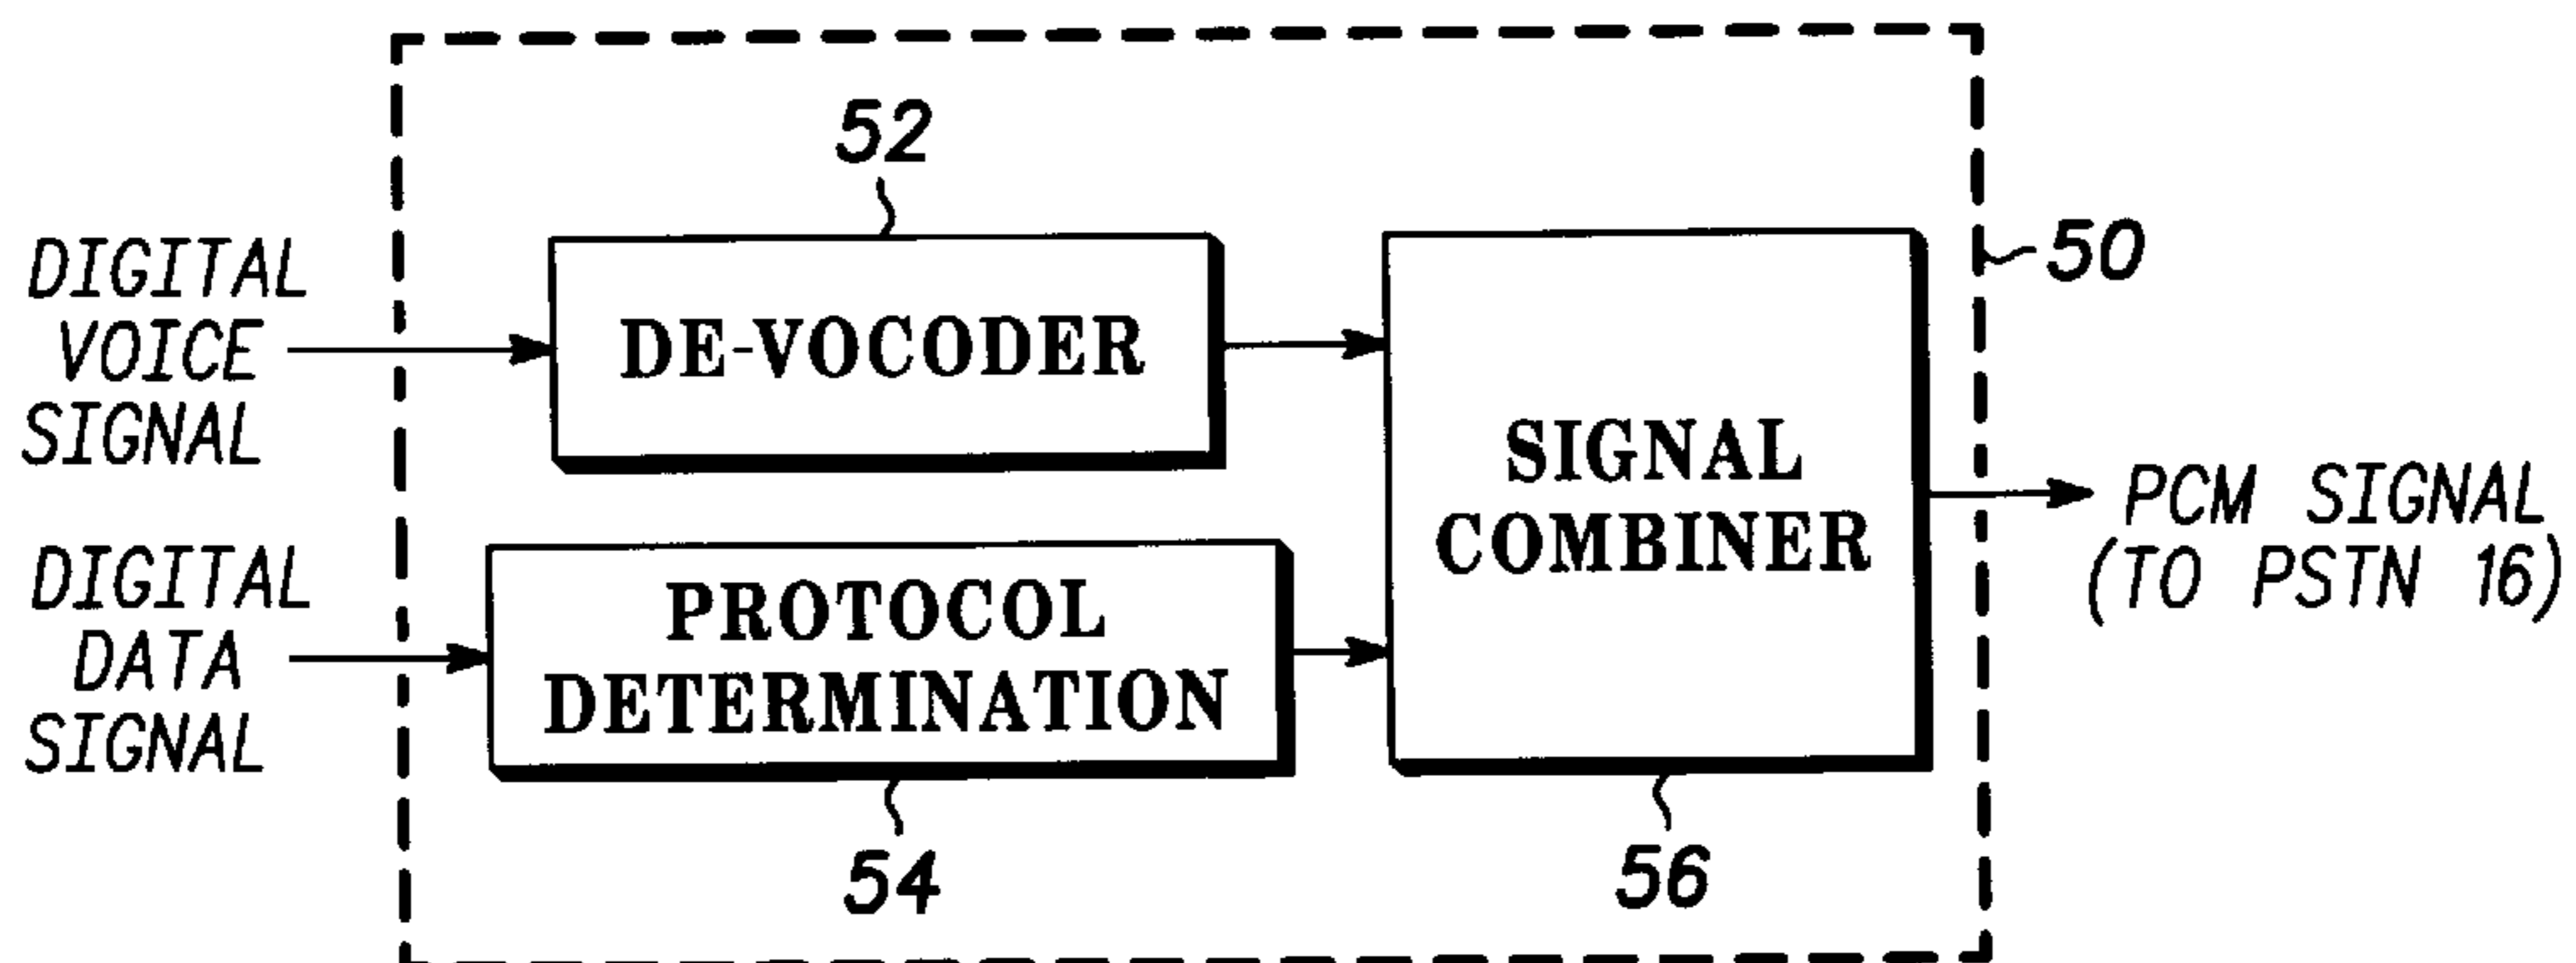 52
DIGITAL
VOICE
SIGNAL
DE-VOCODER
50
SIGNAL
COMBINER
PCM SIGNAL
(TO PSTN 16)
DIGITAL
DATA
SIGNAL
PROTOCOL
DETERMINATION
54
56